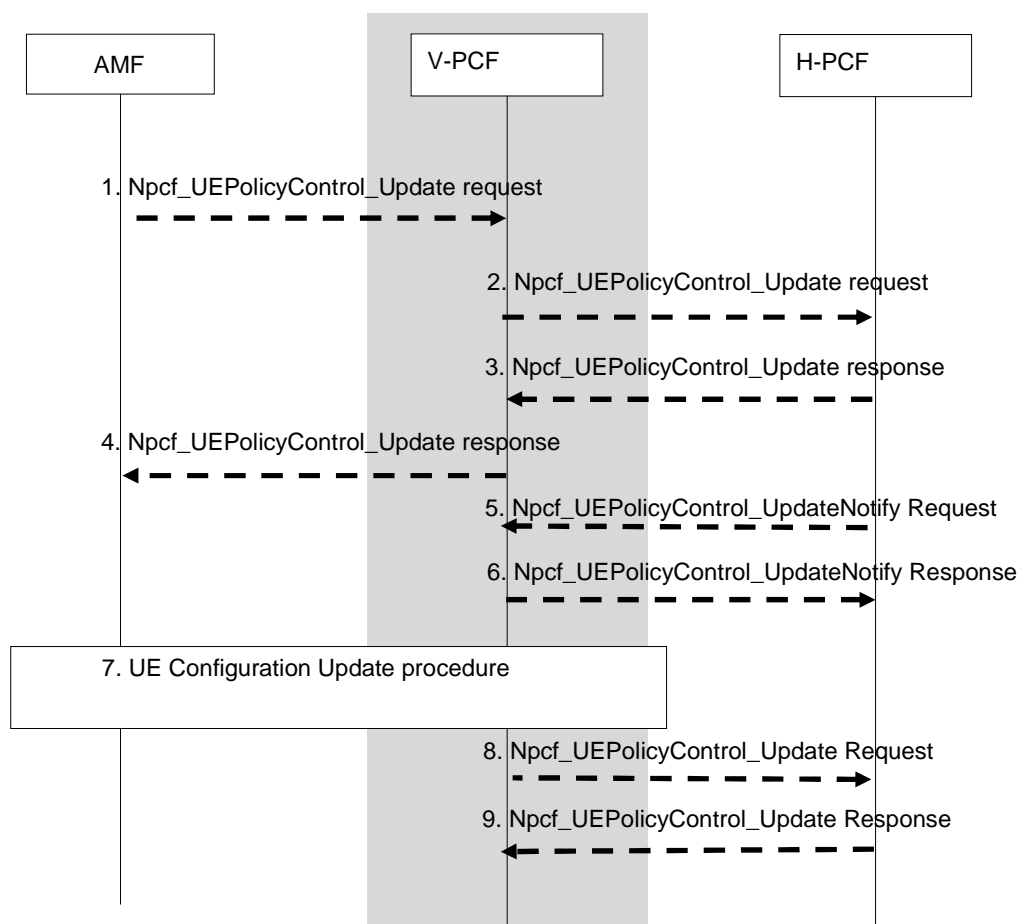 AMF
V-PCF
H-PCF
1. Npcf_UEPolicyControl_Update request
2. Npcf_UEPolicyControl_Update request
3. Npcf_UEPolicyControl_Update response
4. Npcf_UEPolicyControl_Update response
5. Npcf_UEPolicyControl_UpdateNotify Request
6. Npcf_UEPolicyControl_UpdateNotify Response
7. UE Configuration Update procedure
8. Npcf_UEPolicyControl_Update Request
9. Npcf_UEPolicyControl_Update Response